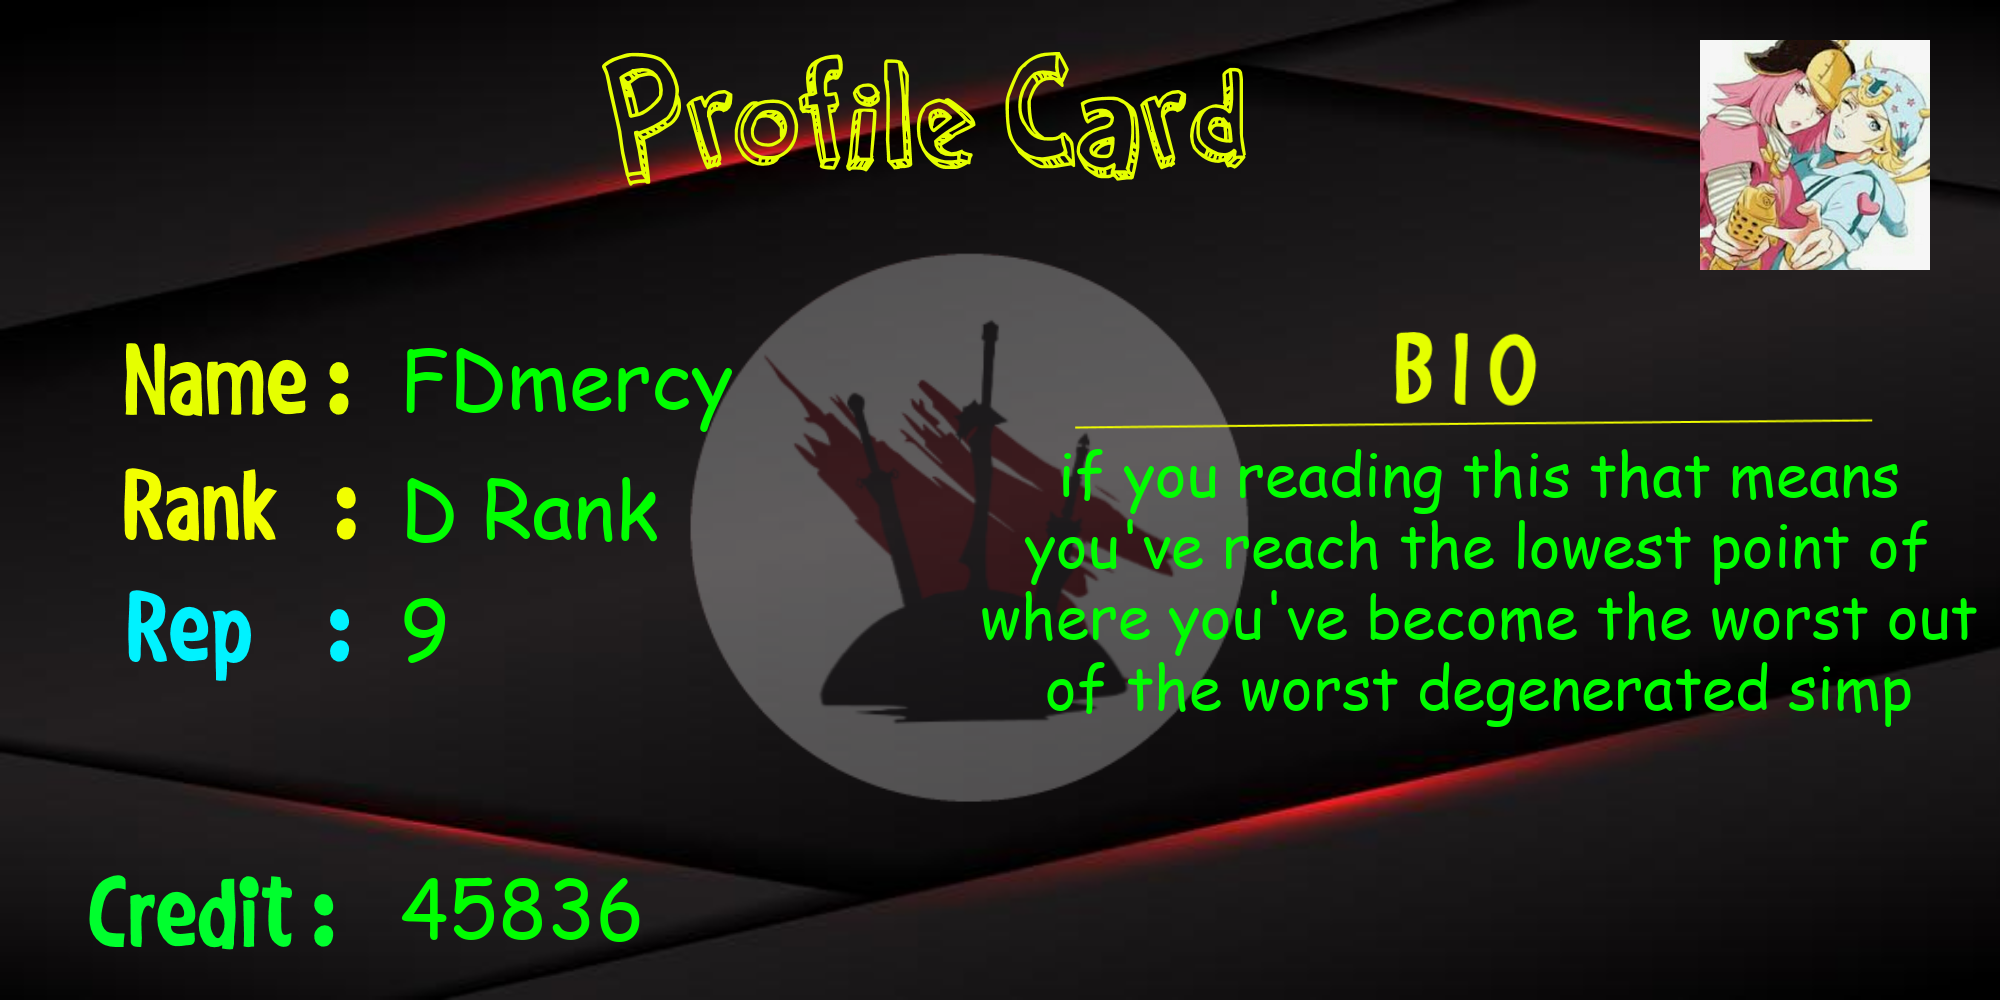 Profile Card
Name : FDmercy
Rank : D Rank
Rep : 9
Credit : 45836
BIO
if you reading this that means
you've reach the lowest point of
where you've become the worst out
of the worst degenerated simp